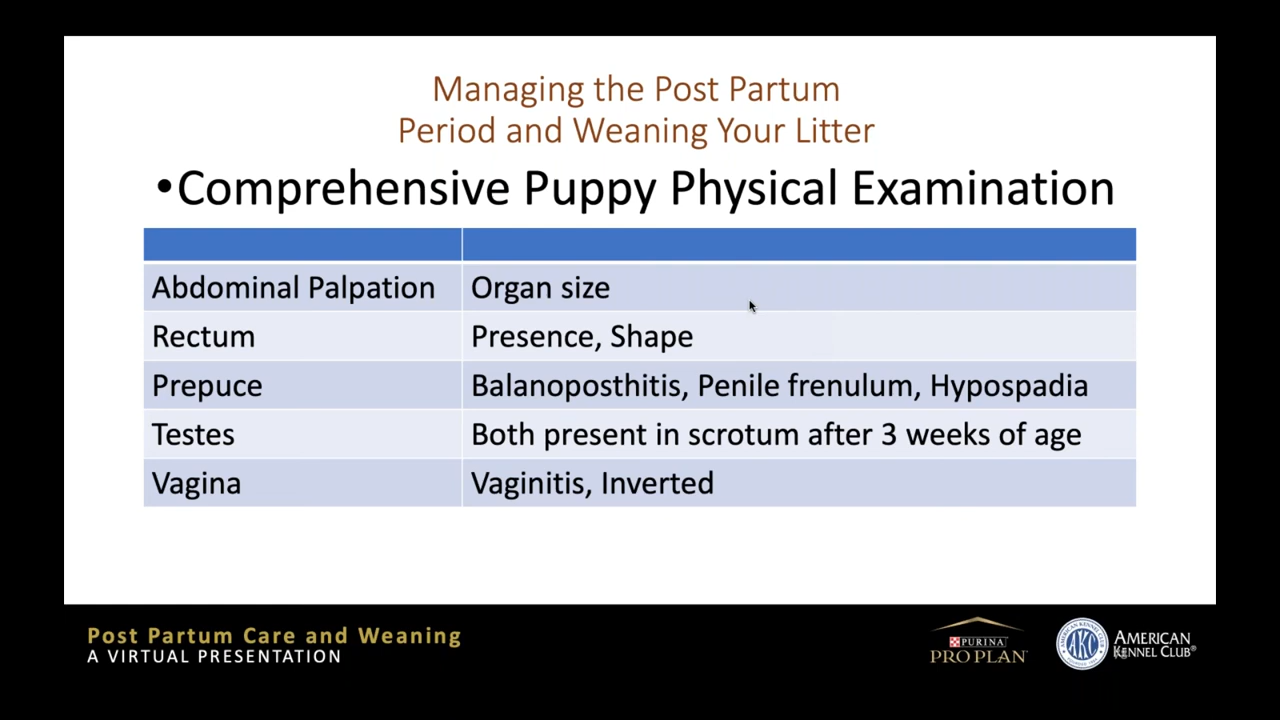 Managing the Post Partum
Period and Weaning Your Litter
•Comprehensive Puppy Physical Examination
Abdominal Palpation Organ size
Rectum Presence, Shape
Prepuce Balanoposthitis, Penile frenulum, Hypospadia
Testes Both present in scrotum after 3 weeks of age
Vagina Vaginitis, Inverted
Post Partum Care and Weaning
A VIRTUAL PRESENTATION
PURINA
PRO PLAN
AKC
AMERICAN
KENNEL CLUB®